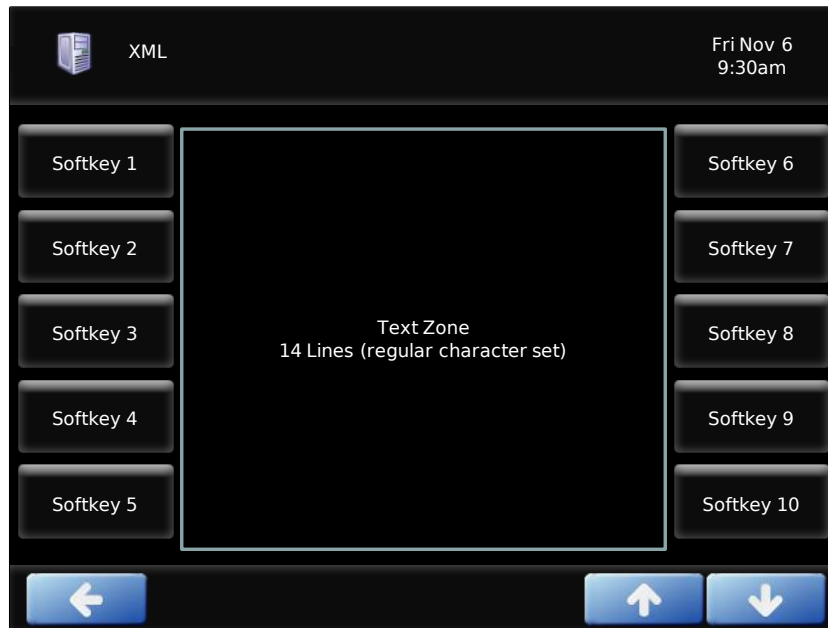 XML
Fri Nov 6
9:30am
Softkey 1
Softkey 2
Softkey 3
Softkey 4
Softkey 5
Text Zone
14 Lines (regular character set)
Softkey 6
Softkey 7
Softkey 8
Softkey 9
Softkey 10